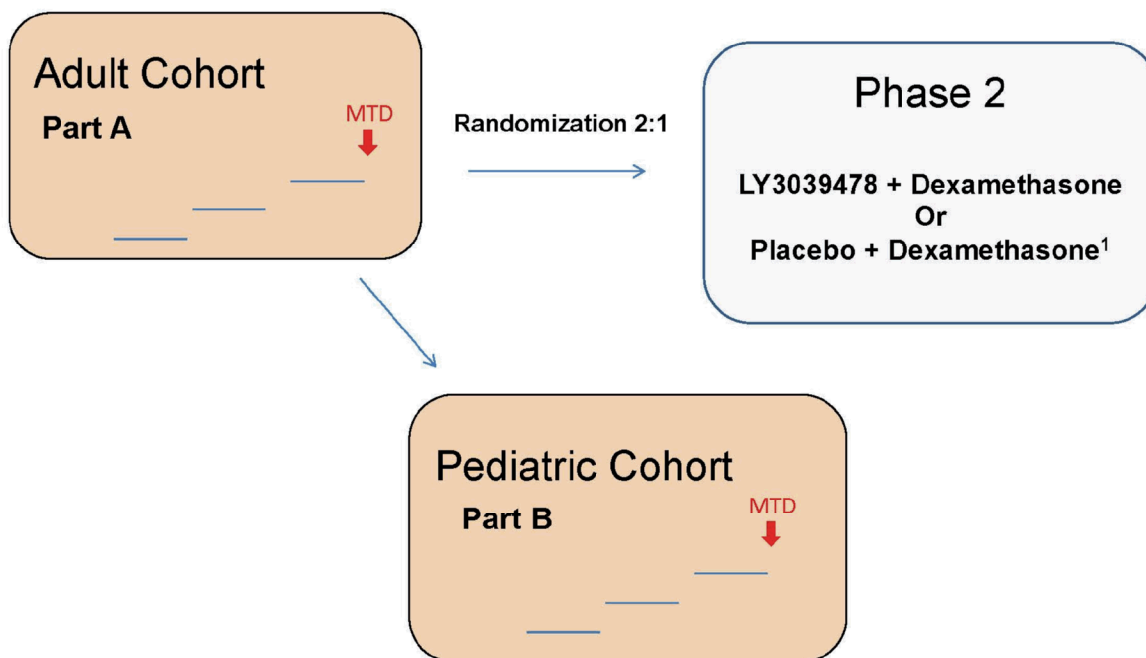 Adult Cohort
Part A
MTD
Randomization 2:1
Phase 2
LY3039478 + Dexamethasone
Or
Placebo + Dexamethasone¹
Pediatric Cohort
Part B
MTD